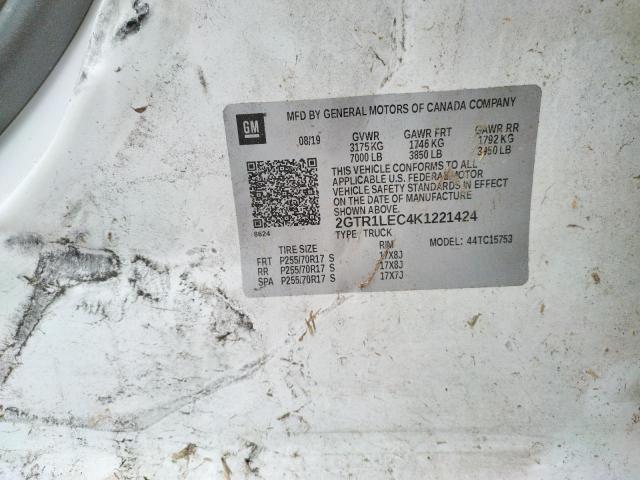 GM
MFD BY GENERAL MOTORS OF CANADA COMPANY
08/19 GVWR GAWR FRT GAWR RR
3175 KG 1746 KG 1792 KG
7000 LB 3850 LB 3950 LB
THIS VEHICLE CONFORMS TO ALL
APPLICABLE U.S. FEDERAL MOTOR
VEHICLE SAFETY STANDARDS IN EFFECT
ON THE DATE OF MANUFACTURE
SHOWN ABOVE.
2GTR1LEC4K1221424
8624
TYPE: TRUCK MODEL: 44TC15753
TIRE SIZE RIM
FRT P255/70R17 S 17X8J
RR P255/70R17 S 17X8J
SPA P255/70R17 S 17X7J